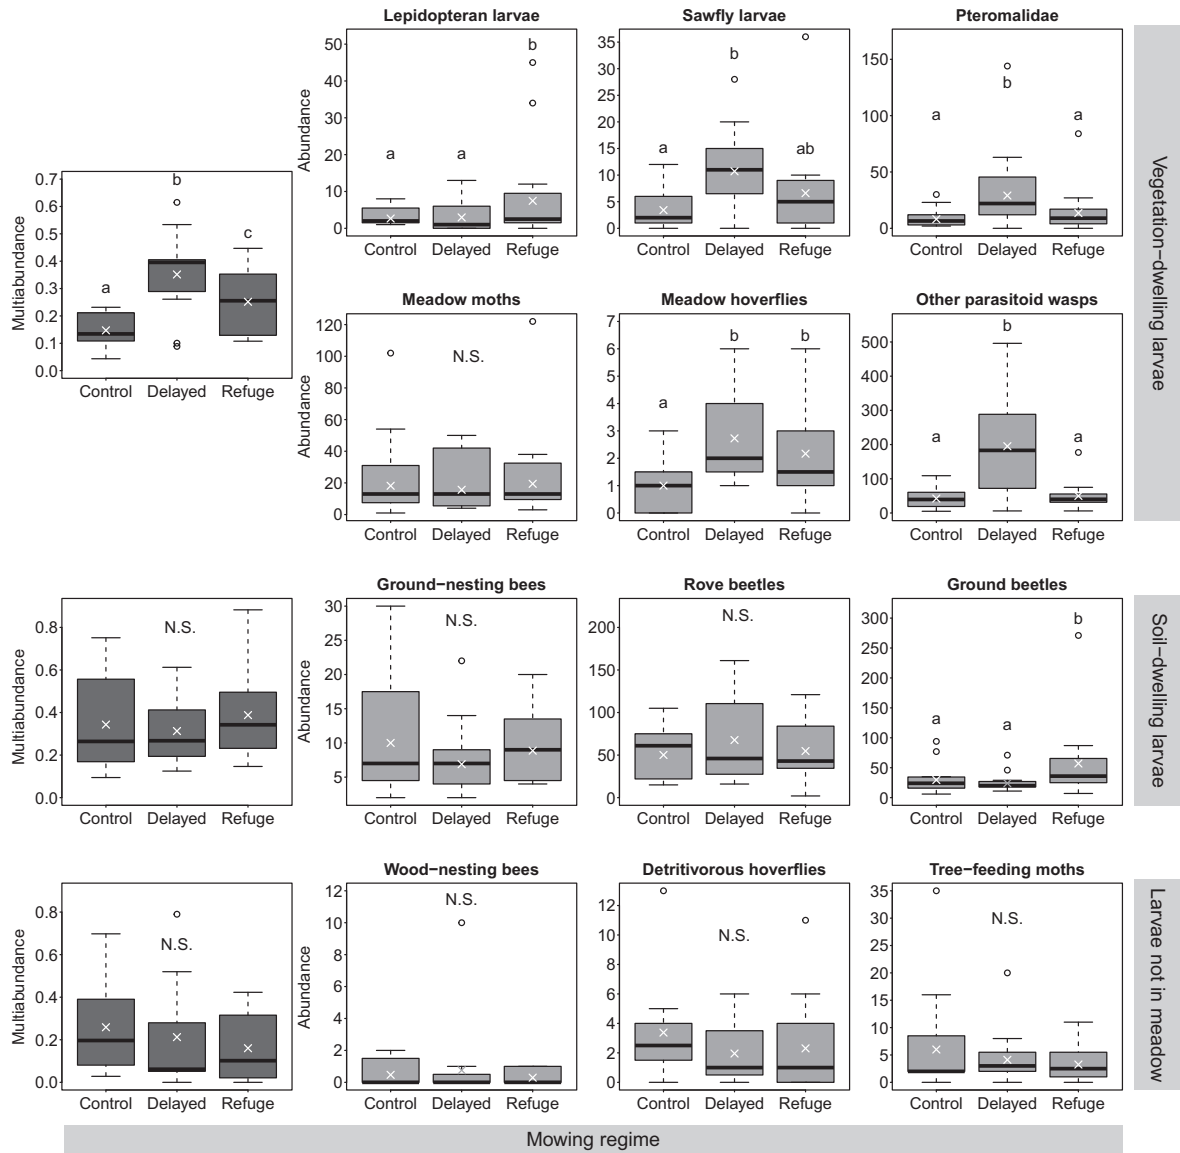 Lepidopteran larvae
Sawfly larvae
Pteromalidae
Abundance
50
40
30
20
10
0
a
a
b
Control Delayed Refuge
35
30
25
20
15
10
5
0
a
b
ab
Control Delayed Refuge
150
100
50
0
a
b
a
Control Delayed Refuge
Vegetation−dwelling larvae
Multiabundance
0.7
0.6
0.5
0.4
0.3
0.2
0.1
0.0
a
b
c
Control Delayed Refuge
Meadow moths
Meadow hoverflies
Other parasitoid wasps
Abundance
120
100
80
60
40
20
0
N.S.
Control Delayed Refuge
7
6
5
4
3
2
1
0
a
b
b
Control Delayed Refuge
500
400
300
200
100
0
a
b
a
Control Delayed Refuge
Multiabundance
0.8
0.6
0.4
0.2
0.0
N.S.
Control Delayed Refuge
Ground−nesting bees
Rove beetles
Ground beetles
Abundance
30
25
20
15
10
5
N.S.
Control Delayed Refuge
200
150
100
50
0
N.S.
Control Delayed Refuge
300
250
200
150
100
50
0
a
a
b
Control Delayed Refuge
Soil−dwelling larvae
Multiabundance
0.8
0.6
0.4
0.2
0.0
N.S.
Control Delayed Refuge
Wood−nesting bees
Detritivorous hoverflies
Tree−feeding moths
Abundance
12
10
8
6
4
2
0
N.S.
Control Delayed Refuge
12
10
8
6
4
2
0
N.S.
Control Delayed Refuge
35
30
25
20
15
10
5
0
N.S.
Control Delayed Refuge
Larvae not in meadow
Mowing regime